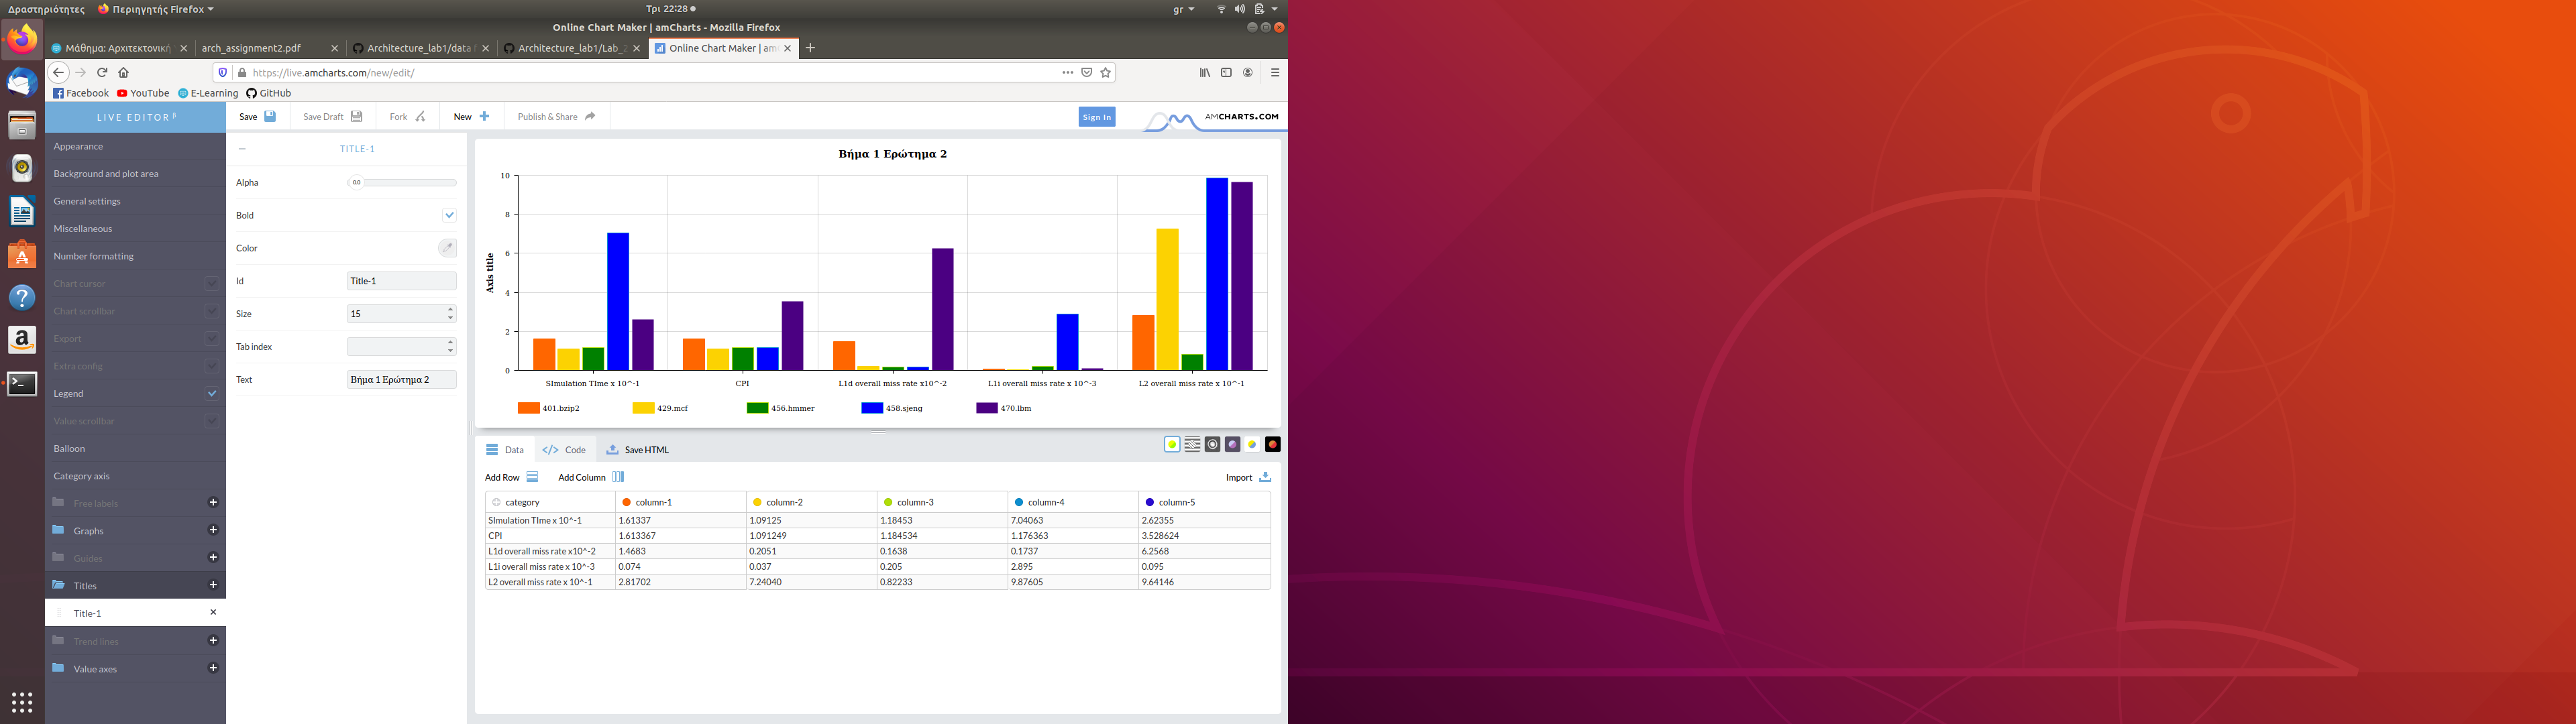 Δραστηριότητες Περιηγητής Firefox Τρι 22:28 gr
Online Chart Maker | amCharts - Mozilla Firefox
Μάθημα: Αρχιτεκτονική arch_assignment2.pdf Architecture_lab1/data Architecture_lab1/Lab_2 Online Chart Maker | am
https://live.amcharts.com/new/edit/
Facebook YouTube E-Learning GitHub
LIVE EDITOR β
Save Save Draft Fork New Publish & Share Sign In AMCHARTS.COM
Appearance
Background and plot area
General settings
Miscellaneous
Number formatting
Chart cursor
Chart scrollbar
Export
Extra config
Legend
Value scrollbar
Balloon
Category axis
Free labels
Graphs
Guides
Titles
Title-1
Trend lines
Value axes
TITLE-1
Alpha 0.0
Bold
Color
Id Title-1
Size 15
Tab index
Text Βήμα 1 Ερώτημα 2
Βήμα 1 Ερώτημα 2
Axis title
10
8
6
4
2
0
SImulation TIme x 10^-1 CPI L1d overall miss rate x10^-2 L1i overall miss rate x 10^-3 L2 overall miss rate x 10^-1
401.bzip2 429.mcf 456.hmmer 458.sjeng 470.lbm
Data </> Code Save HTML
Add Row Add Column Import
category column-1 column-2 column-3 column-4 column-5
SImulation TIme x 10^-1 1.61337 1.09125 1.18453 7.04063 2.62355
CPI 1.613367 1.091249 1.184534 1.176363 3.528624
L1d overall miss rate x10^-2 1.4683 0.2051 0.1638 0.1737 6.2568
L1i overall miss rate x 10^-3 0.074 0.037 0.205 2.895 0.095
L2 overall miss rate x 10^-1 2.81702 7.24040 0.82233 9.87605 9.64146